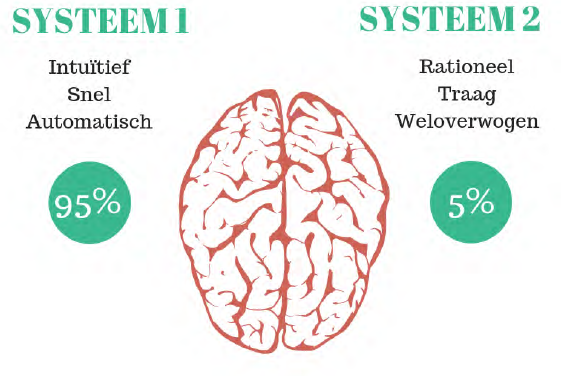 SYSTEEM 1
Intuïtief
Snel
Automatisch
95%
SYSTEEM 2
Rationeel
Traag
Weloverwogen
5%